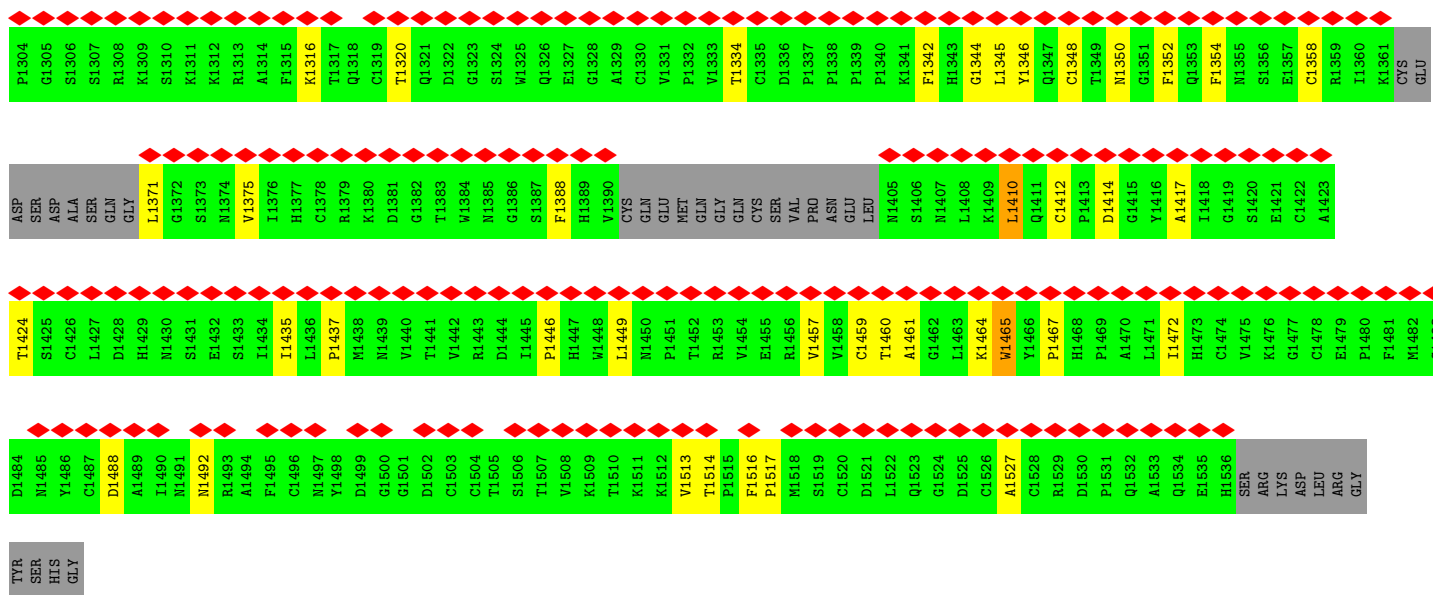 P1304 G1305 S1306 S1307 R1308 K1309 S1310 K1311 K1312 R1313 A1314 F1315 K1316 T1317 Q1318 C1319 T1320 Q1321 D1322 G1323 S1324 W1325 Q1326 E1327 G1328 A1329 C1330 V1331 P1332 V1333 T1334 C1335 D1336 P1337 P1338 P1339 P1340 K1341 F1342 H1343 G1344 L1345 Y1346 Q1347 C1348 T1349 N1350 G1351 F1352 Q1353 F1354 N1355 S1356 E1357 C1358 R1359 I1360 K1361 CYS GLU
ASP SER ASP ALA SER GLN GLY L1371 G1372 S1373 N1374 V1375 I1376 H1377 C1378 R1379 K1380 D1381 G1382 T1383 W1384 N1385 G1386 S1387 F1388 H1389 V1390 CYS GLN GLU MET GLN GLY GLN CYS SER VAL PRO ASN GLU LEU N1405 S1406 N1407 L1408 K1409 L1410 Q1411 C1412 P1413 D1414 G1415 Y1416 A1417 I1418 G1419 S1420 E1421 C1422 A1423
T1424 S1425 C1426 L1427 D1428 H1429 N1430 S1431 E1432 S1433 I1434 I1435 L1436 P1437 M1438 N1439 V1440 T1441 V1442 R1443 D1444 I1445 P1446 H1447 W1448 L1449 N1450 P1451 T1452 R1453 V1454 E1455 R1456 V1457 V1458 C1459 T1460 A1461 G1462 L1463 K1464 W1465 Y1466 P1467 H1468 P1469 A1470 L1471 I1472 H1473 C1474 V1475 K1476 G1477 C1478 E1479 P1480 F1481 M1482
D1484 N1485 Y1486 C1487 D1488 A1489 I1490 N1491 N1492 R1493 A1494 F1495 C1496 N1497 Y1498 D1499 G1500 G1501 D1502 C1503 C1504 T1505 S1506 T1507 V1508 K1509 T1510 K1511 K1512 V1513 T1514 P1515 F1516 P1517 M1518 S1519 C1520 D1521 L1522 Q1523 G1524 D1525 C1526 A1527 C1528 R1529 D1530 P1531 Q1532 A1533 Q1534 E1535 H1536 SER ARG LYS ASP LEU ARG GLY
TYR SER HIS GLY